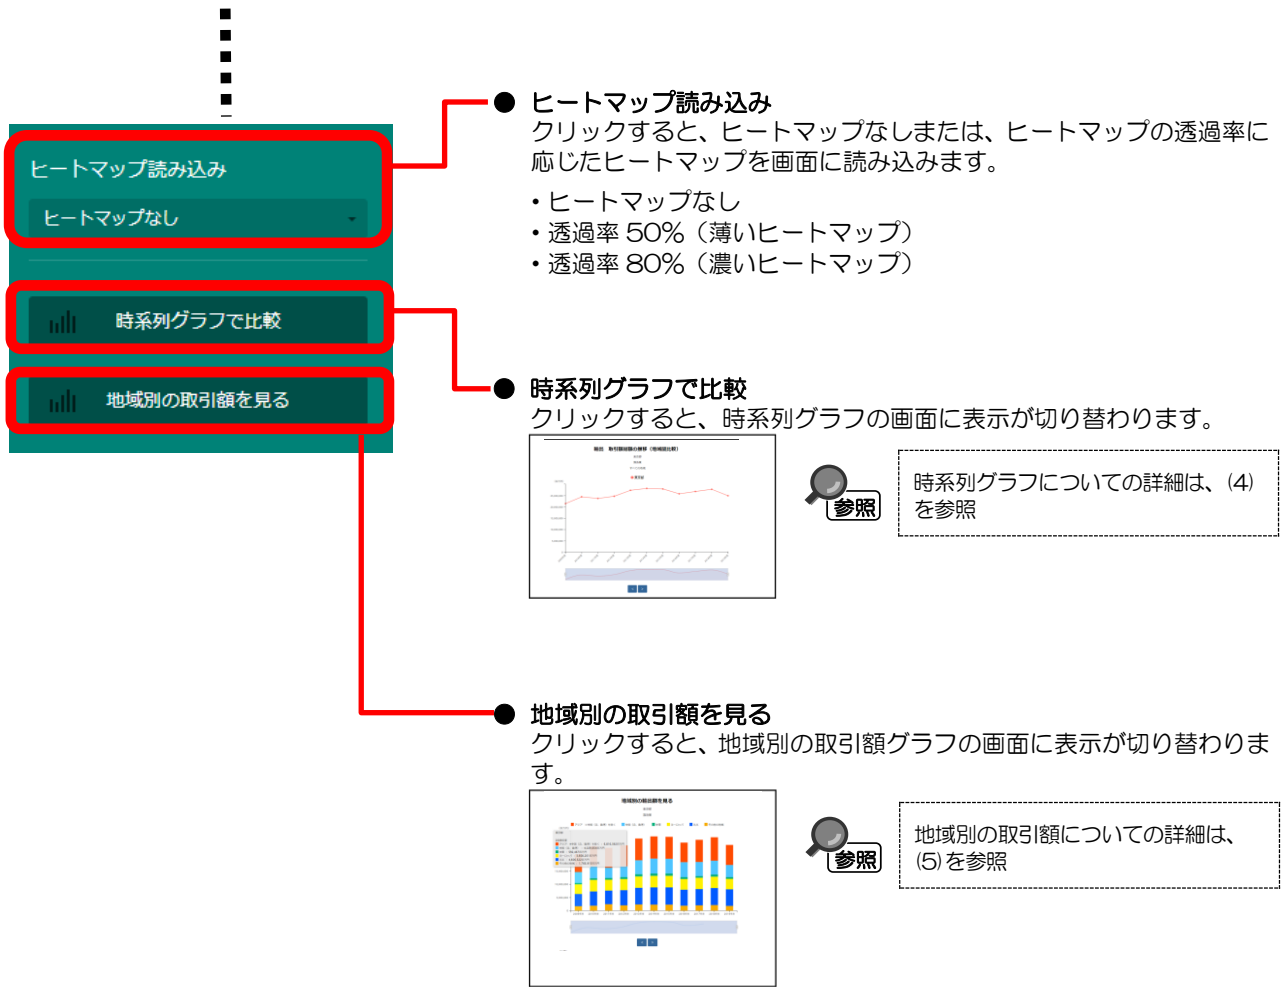 ヒートマップ読み込み
ヒートマップなし
時系列グラフで比較
地域別の取引額を見る
● ヒートマップ読み込み
クリックすると、ヒートマップなしまたは、ヒートマップの透過率に
応じたヒートマップを画面に読み込みます。
・ヒートマップなし
・透過率 50%（薄いヒートマップ）
・透過率 80%（濃いヒートマップ）
● 時系列グラフで比較
クリックすると、時系列グラフの画面に表示が切り替わります。
参照
時系列グラフについての詳細は、(4)
を参照
● 地域別の取引額を見る
クリックすると、地域別の取引額グラフの画面に表示が切り替わりま
す。
地域別の輸出額を見る
参照
地域別の取引額についての詳細は、
(5)を参照